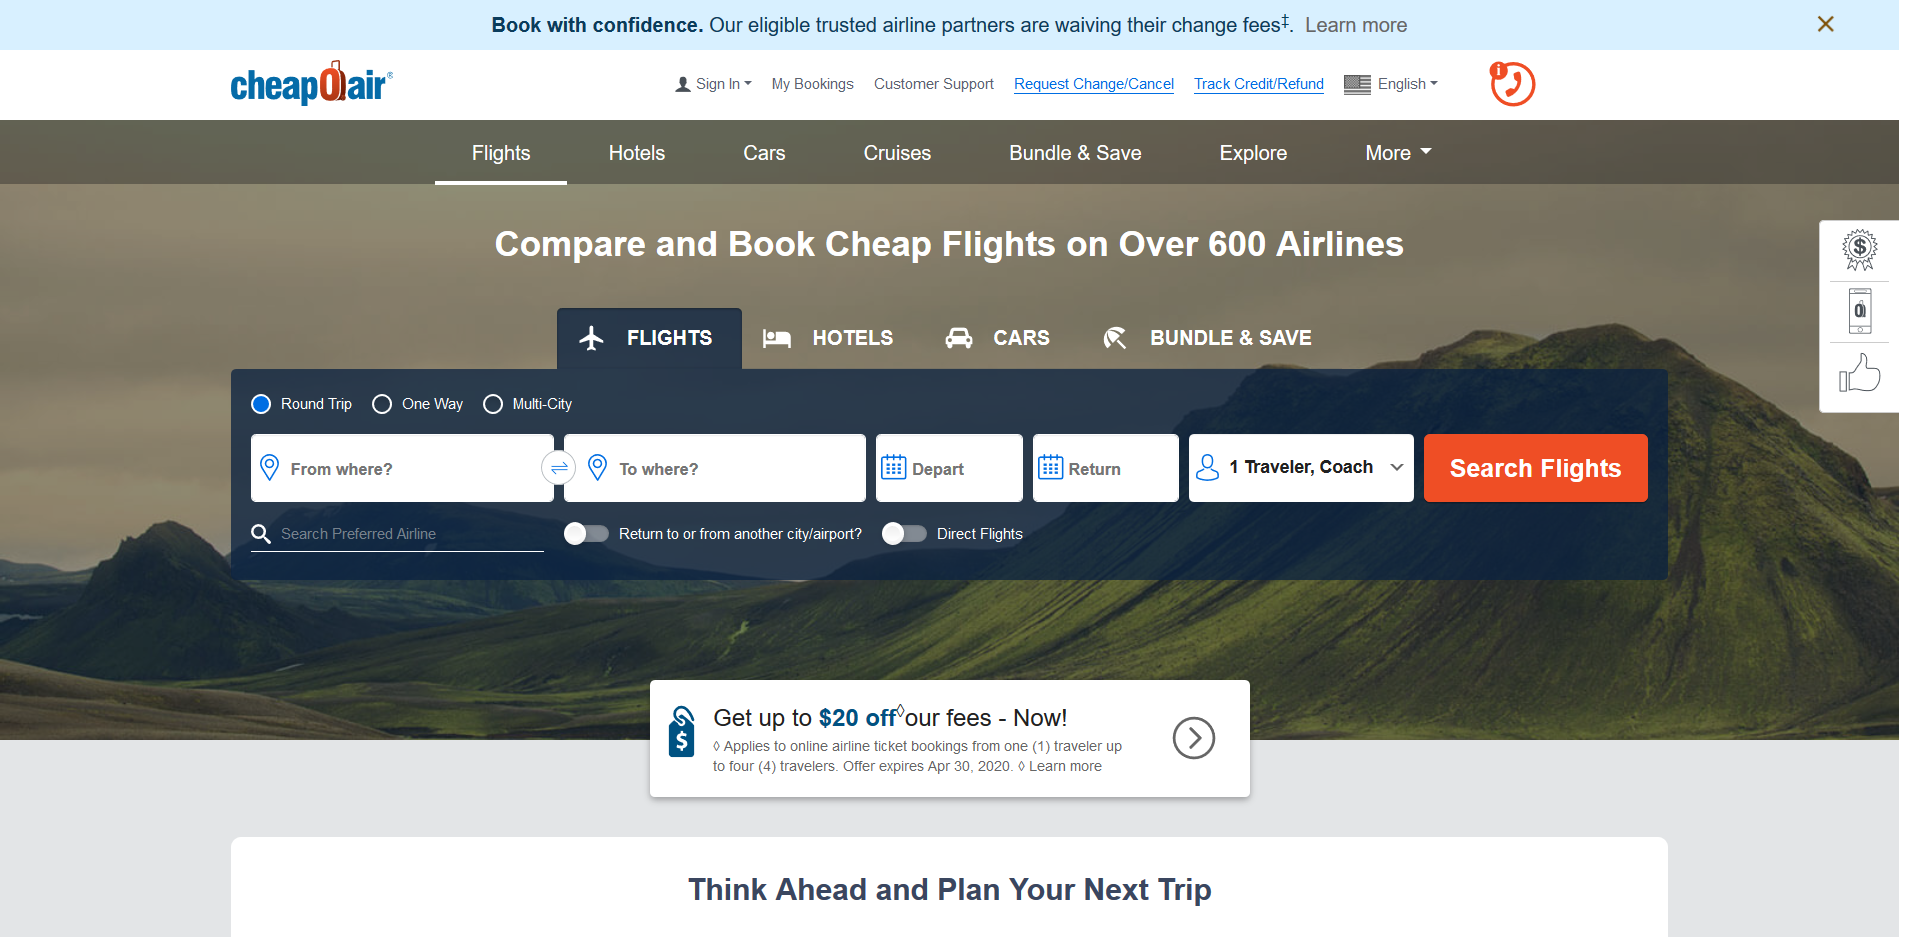 Book with confidence. Our eligible trusted airline partners are waiving their change fees‡. Learn more
cheapOair®
Sign In
My Bookings
Customer Support
Request Change/Cancel
Track Credit/Refund
English
Flights
Hotels
Cars
Cruises
Bundle & Save
Explore
More
Compare and Book Cheap Flights on Over 600 Airlines
FLIGHTS
HOTELS
CARS
BUNDLE & SAVE
Round Trip
One Way
Multi-City
From where?
To where?
Depart
Return
1 Traveler, Coach
Search Flights
Search Preferred Airline
Return to or from another city/airport?
Direct Flights
Get up to $20 off◊our fees - Now!
◊ Applies to online airline ticket bookings from one (1) traveler up
to four (4) travelers. Offer expires Apr 30, 2020. ◊ Learn more
Think Ahead and Plan Your Next Trip